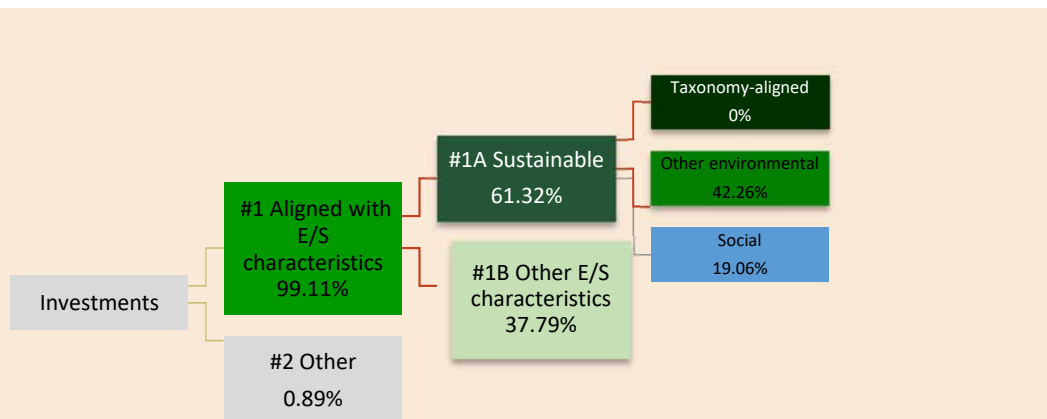 Investments
#1 Aligned with
E/S
characteristics
99.11%
#2 Other
0.89%
#1A Sustainable
61.32%
#1B Other E/S
characteristics
37.79%
Taxonomy-aligned
0%
Other environmental
42.26%
Social
19.06%